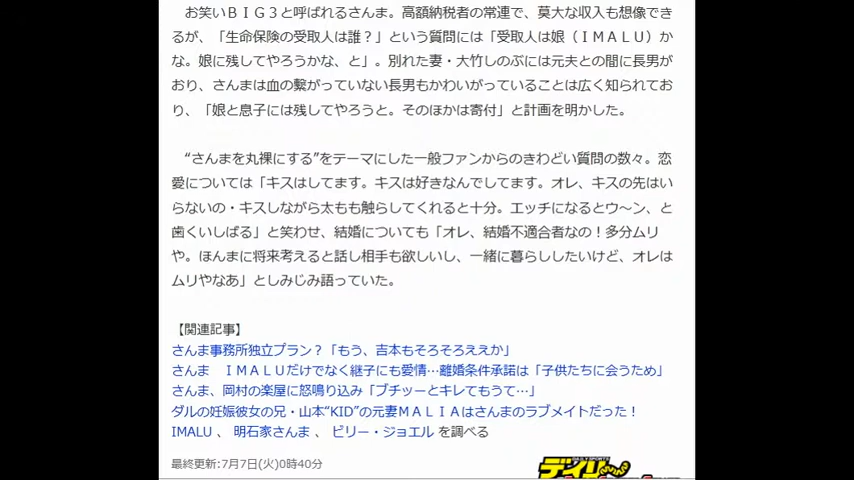 お笑いＢＩＧ３と呼ばれるさんま。高額納税者の常連で、莫大な収入も想像でき
るが、「生命保険の受取人は誰？」という質問には「受取人は娘（ＩＭＡＬＵ）か
な。娘に残してやろうかな、と」。別れた妻・大竹しのぶには元夫との間に長男が
おり、さんまは血の繋がっていない長男もかわいがっていることは広く知られてお
り、「娘と息子には残してやろうと。そのほかは寄付」と計画を明かした。
“さんまを丸裸にする”をテーマにした一般ファンからのきわどい質問の数々。恋
愛については「キスはしてます。キスは好きなんでしてます。オレ、キスの先はい
らないの・キスしながら太もも触らしてくれると十分。エッチになるとウ〜ン、と
歯くいしばる」と笑わせ、結婚についても「オレ、結婚不適合者なの！多分ムリ
や。ほんまに将来考えると話し相手も欲しいし、一緒に暮らししたいけど、オレは
ムリやなあ」としみじみ語っていた。
【関連記事】
さんま事務所独立プラン？「もう、吉本もそろそろええか」
さんま　ＩＭＡＬＵだけでなく継子にも愛情…離婚条件承諾は「子供たちに会うため」
さんま、岡村の楽屋に怒鳴り込み「プチッーとキレてもうて…」
ダルの妊娠彼女の兄・山本“KID”の元妻ＭＡＬＩＡはさんまのラブメイトだった！
IMALU 、 明石家さんま 、 ビリー・ジョエル を調べる
最終更新:7月7日(火)0時40分
デイリー